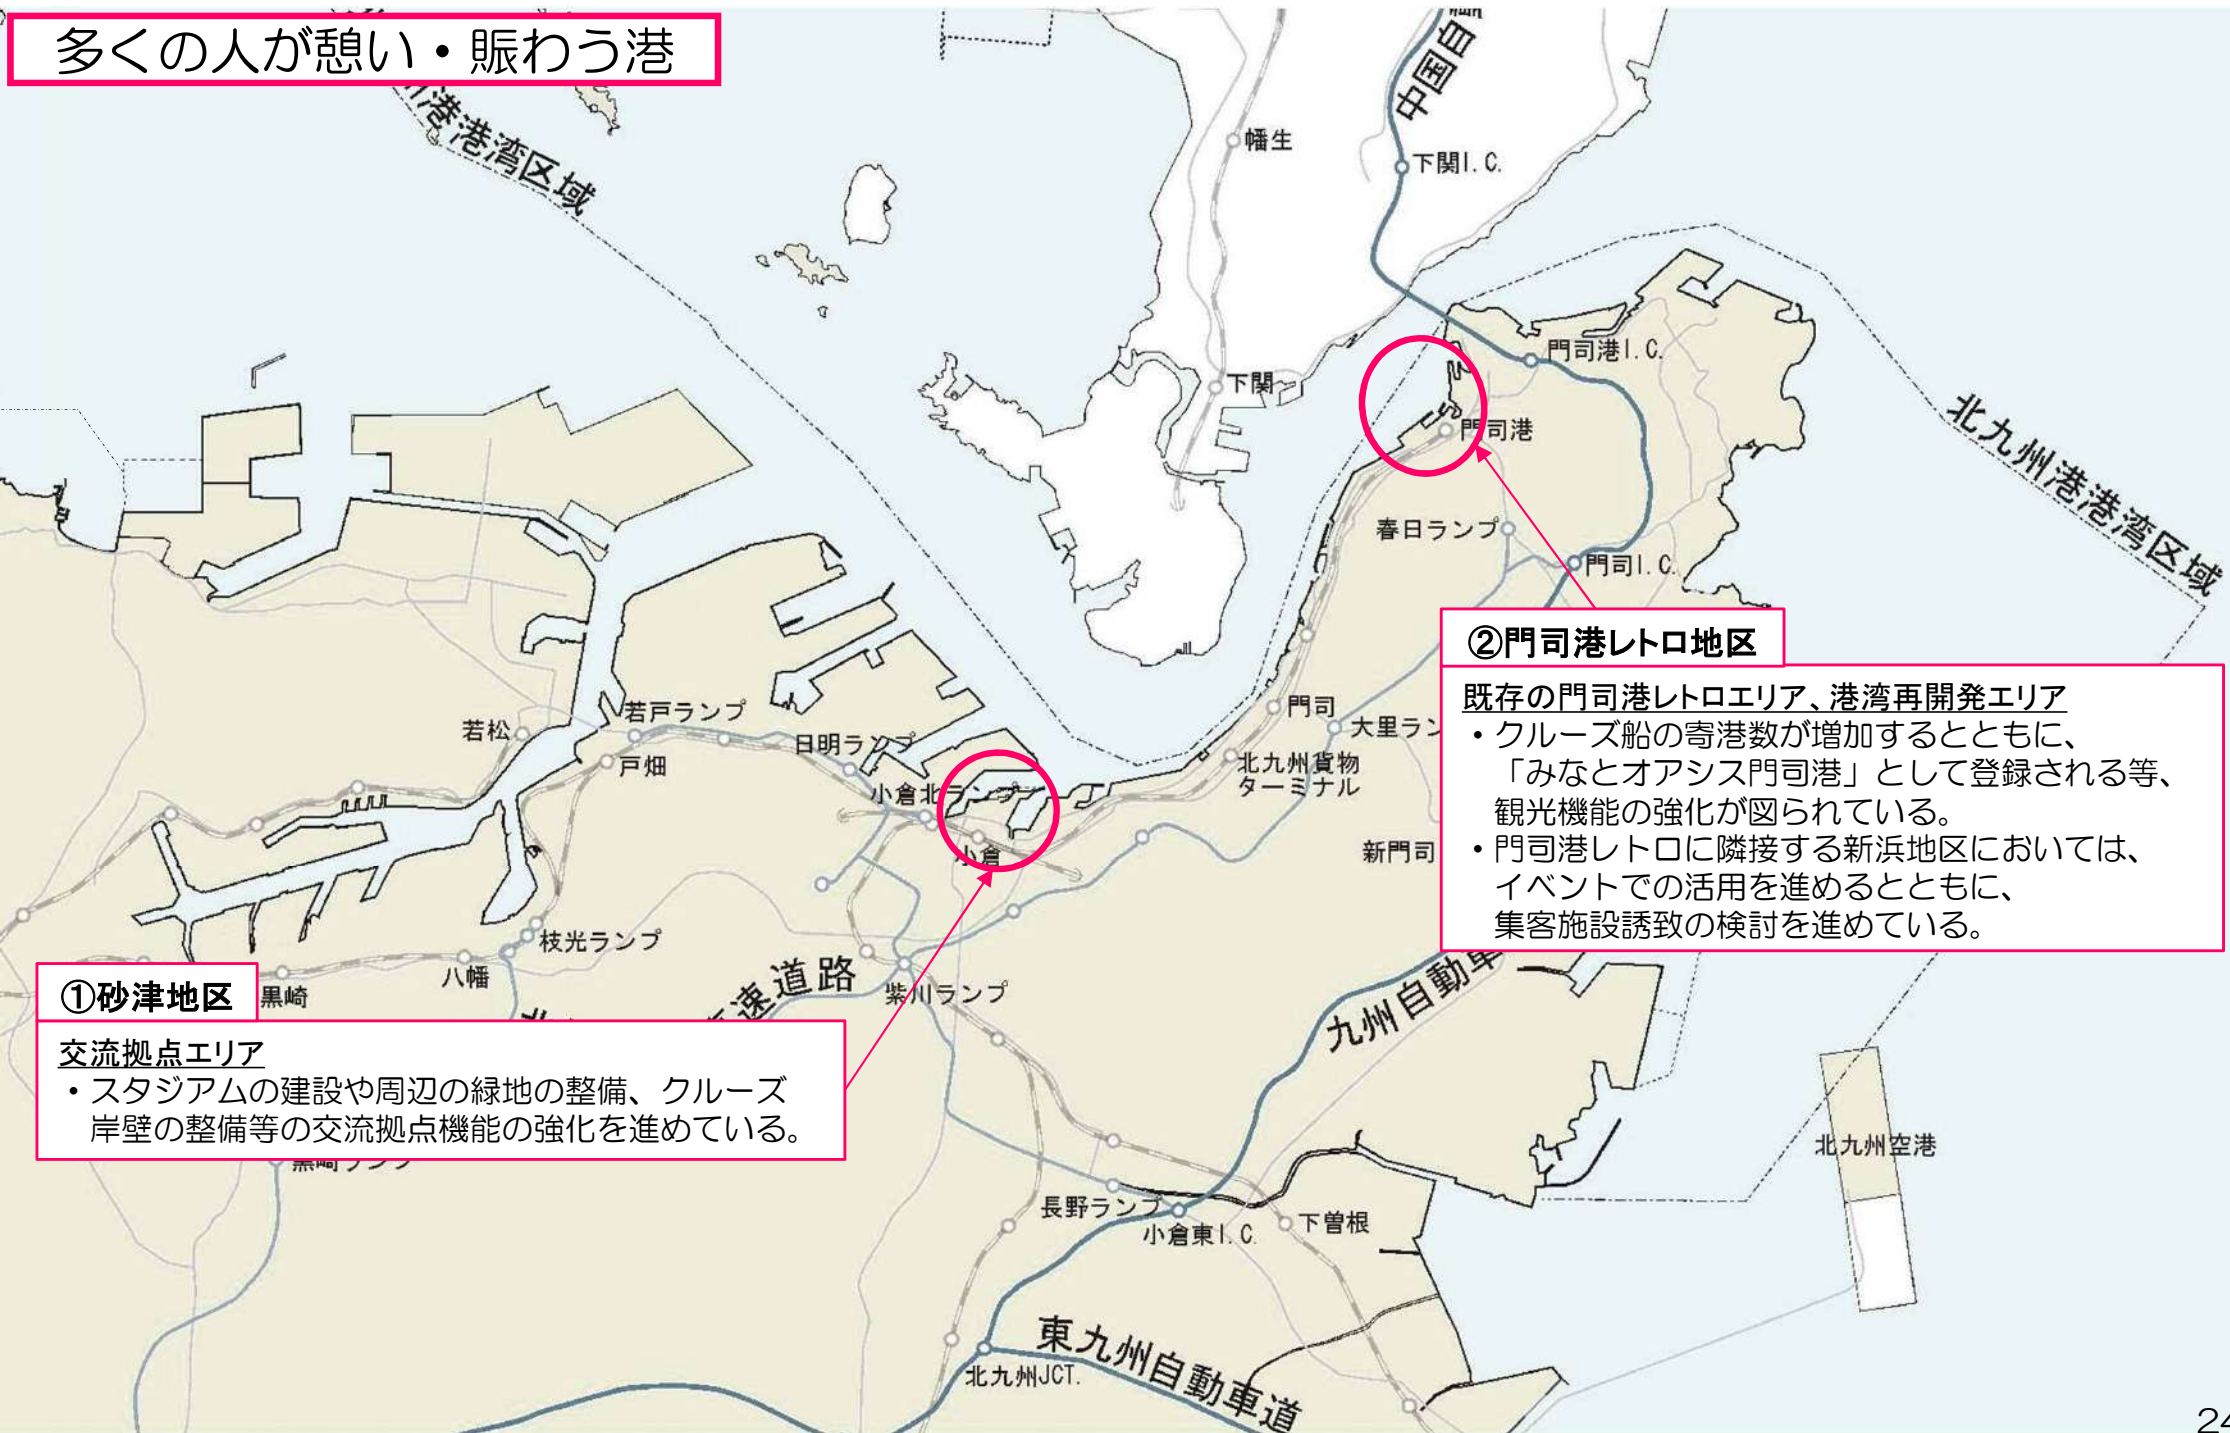 多くの人が憩い・賑わう港
州港港湾区域
中国自
幡生
下関I.C.
下関
門司港I.C.
門司港
北九州港港湾区域
春日ランプ
門司I.C.
②門司港レトロ地区
既存の門司港レトロエリア、港湾再開発エリア
・クルーズ船の寄港数が増加するとともに、
「みなとオアシス門司港」として登録される等、
観光機能の強化が図られている。
・門司港レトロに隣接する新浜地区においては、
イベントでの活用を進めるとともに、
集客施設誘致の検討を進めている。
若松
若戸ランプ
戸畑
日明ランプ
小倉北ランプ
小倉
門司
大里ラン
北九州貨物
ターミナル
新門司
枝光ランプ
八幡
黒崎
①砂津地区
交流拠点エリア
・スタジアムの建設や周辺の緑地の整備、クルーズ
岸壁の整備等の交流拠点機能の強化を進めている。
黒崎ランプ
速道路
紫川ランプ
九州自動車
北九州空港
長野ランプ
小倉東I.C.
下曽根
北九州JCT.
東九州自動車道
24